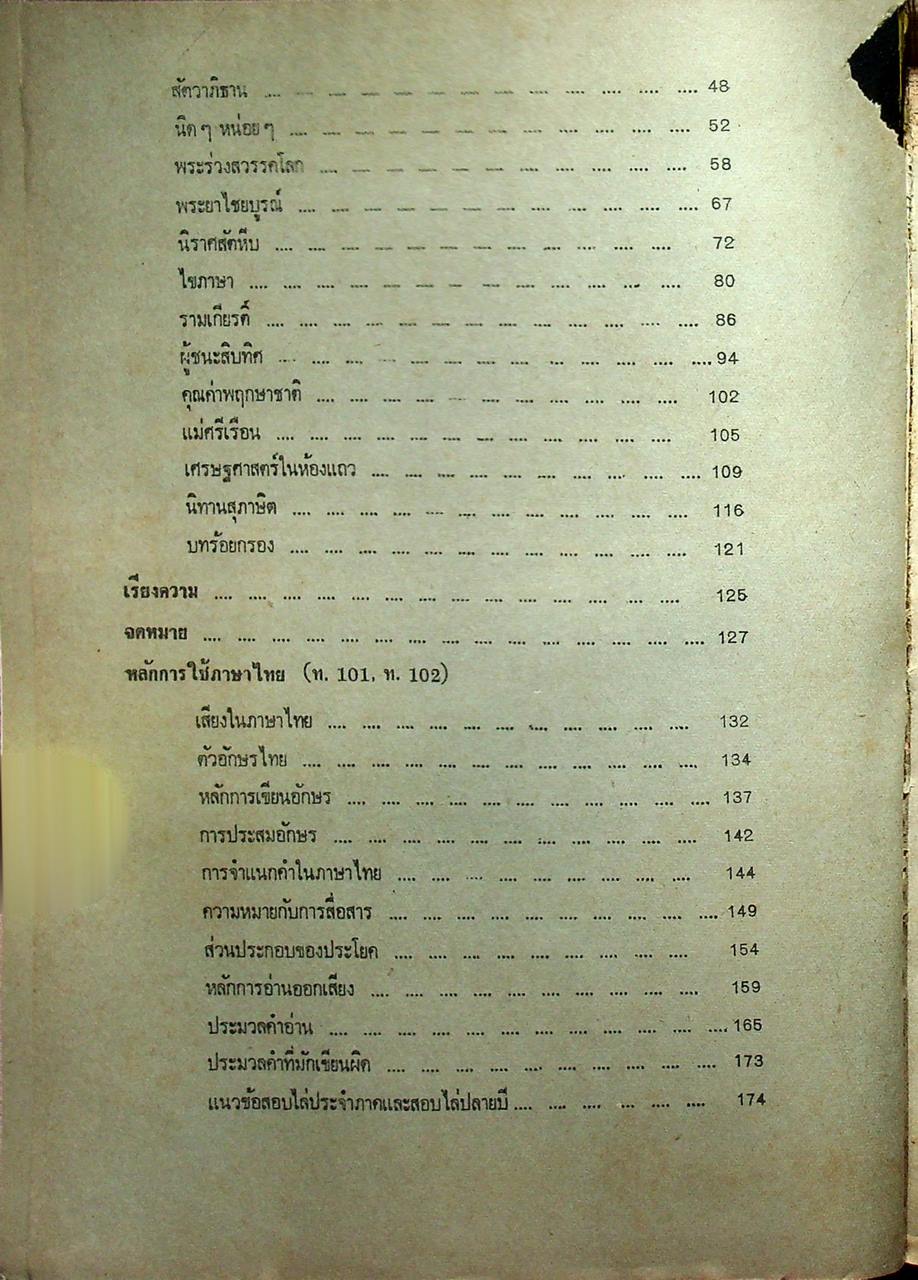 สัตวาภิธาน .... .... .... .... .... .... .... .... .... .... .... .... .... 48
นิด ๆ หน่อย ๆ .... .... .... .... .... .... .... .... .... .... .... .... 52
พระร่วงสวรรคโลก .... .... .... .... .... .... .... .... .... .... .... 58
พระยาไชยบูรณ์ .... .... .... .... .... .... .... .... .... .... .... .... 67
นิราศสัตหีบ .... .... .... .... .... .... .... .... .... .... .... .... 72
ไขภาษา .... .... .... .... .... .... .... .... .... .... .... .... .... 80
รามเกียรติ์ .... .... .... .... .... .... .... .... .... .... .... .... .... 86
ผู้ชนะสิบทิศ .... .... .... .... .... .... .... .... .... .... .... .... .... 94
คุณค่าพฤกษาชาติ .... .... .... .... .... .... .... .... .... .... .... 102
แม่ศรีเรือน .... .... .... .... .... .... .... .... .... .... .... .... 105
เศรษฐศาสตร์ในห้องแถว .... .... .... .... .... .... .... .... .... .... 109
นิทานสุภาษิต .... .... .... .... .... .... .... .... .... .... .... .... 116
บทร้อยกรอง .... .... .... .... .... .... .... .... .... .... .... .... 121
เรียงความ .... .... .... .... .... .... .... .... .... .... .... .... .... .... 125
จดหมาย .... .... .... .... .... .... .... .... .... .... .... .... .... .... .... 127
หลักการใช้ภาษาไทย (ท. 101, ท. 102)
เสียงในภาษาไทย .... .... .... .... .... .... .... .... .... .... .... 132
ตัวอักษรไทย .... .... .... .... .... .... .... .... .... .... .... .... 134
หลักการเขียนอักษร .... .... .... .... .... .... .... .... .... .... .... 137
การประสมอักษร .... .... .... .... .... .... .... .... .... .... .... 142
การจำแนกคำในภาษาไทย .... .... .... .... .... .... .... .... .... 144
ความหมายกับการสื่อสาร .... .... .... .... .... .... .... .... .... .... 149
ส่วนประกอบของประโยค .... .... .... .... .... .... .... .... .... 154
หลักการอ่านออกเสียง .... .... .... .... .... .... .... .... .... .... 159
ประมวลคำอ่าน .... .... .... .... .... .... .... .... .... .... .... .... 165
ประมวลคำที่มักเขียนผิด .... .... .... .... .... .... .... .... .... .... 173
แนวข้อสอบไล่ประจำภาคและสอบไล่ปลายปี .... .... .... .... .... .... 174